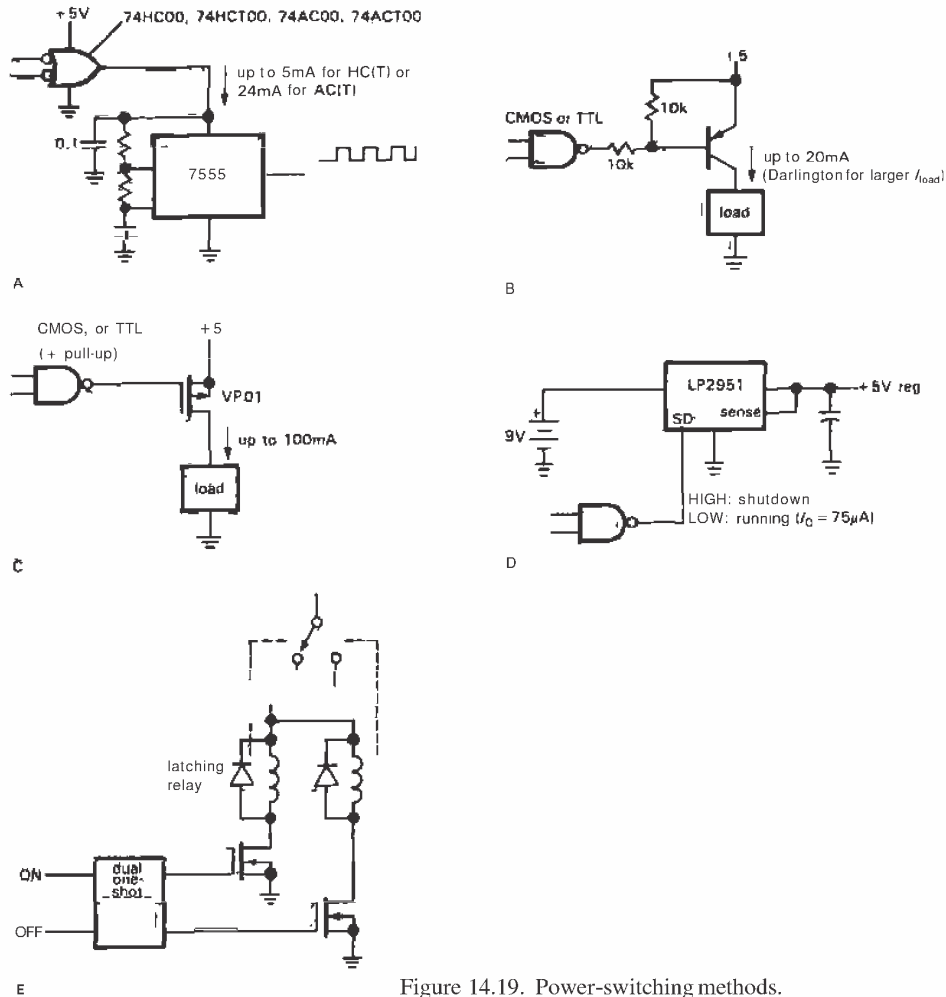 +5V
74HC00, 74HCT00, 74AC00, 74ACT00
up to 5mA for HC(T) or
24mA for AC(T)
0.1
7555
A
+5
10k
CMOS or TTL
10k
up to 20mA
(Darlington for larger Iload)
load
B
CMOS, or TTL
(+ pull-up)
+5
VP01
up to 100mA
load
C
LP2951
+5V reg
sense
SD
+
9V
HIGH: shutdown
LOW: running (IQ = 75μA)
D
latching
relay
ON
dual
one-
shot
OFF
E
Figure 14.19. Power-switching methods.